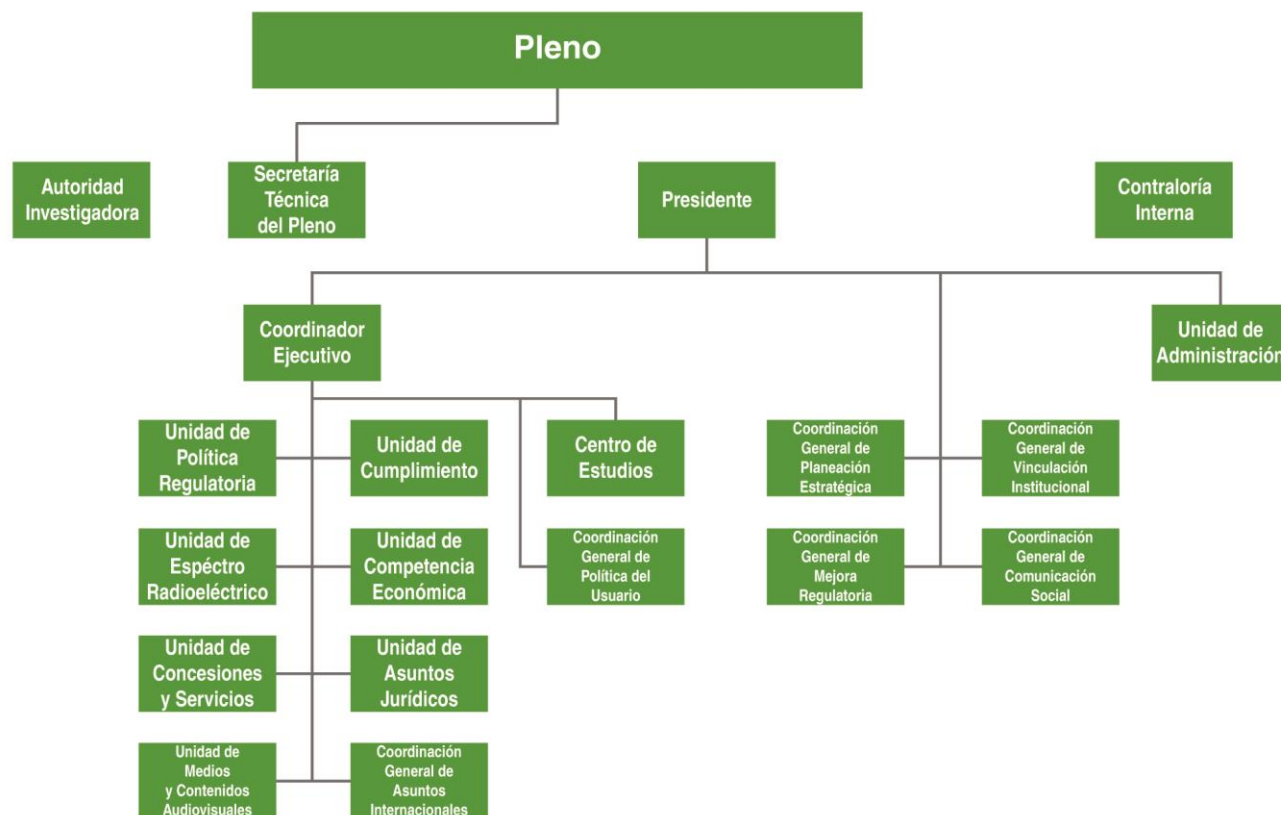 Pleno
Autoridad
Investigadora
Secretaría
Técnica
del Pleno
Presidente
Contraloría
Interna
Coordinador
Ejecutivo
Unidad de
Administración
Unidad de
Política
Regulatoria
Unidad de
Cumplimiento
Centro de
Estudios
Coordinación
General de
Planeación
Estratégica
Coordinación
General de
Vinculación
Institucional
Unidad de
Espéctro
Radioeléctrico
Unidad de
Competencia
Económica
Coordinación
General de
Política del
Usuario
Coordinación
General de
Mejora
Regulatoria
Coordinación
General de
Comunicación
Social
Unidad de
Concesiones
y Servicios
Unidad de
Asuntos
Jurídicos
Unidad de
Medios
y Contenidos
Audiovisuales
Coordinación
General de
Asuntos
Internacionales